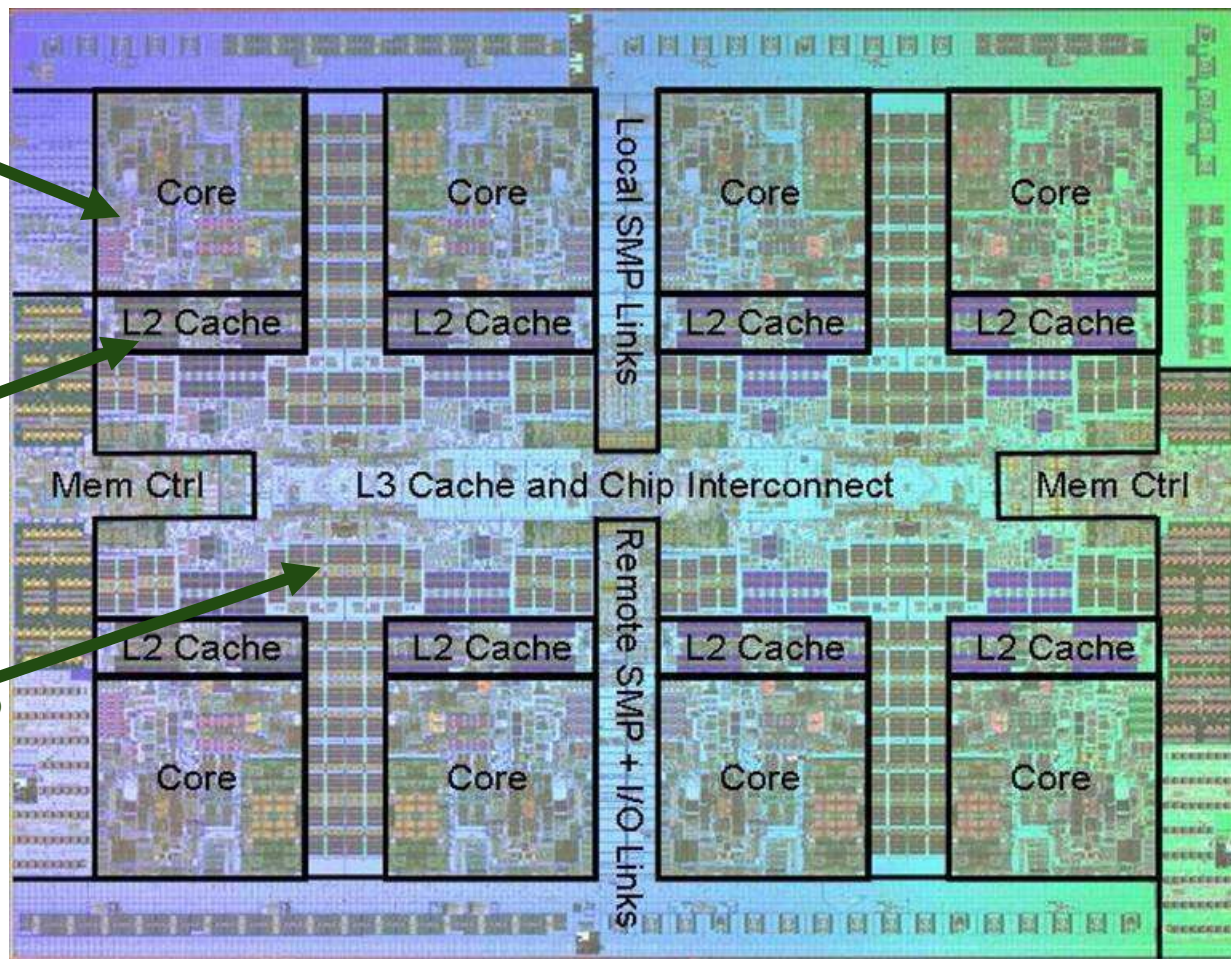 Core Core Core Core
Local SMP Links
L2 Cache L2 Cache L2 Cache L2 Cache
Mem Ctrl L3 Cache and Chip Interconnect Mem Ctrl
Remote SMP + I/O Links
L2 Cache L2 Cache L2 Cache L2 Cache
Core Core Core Core